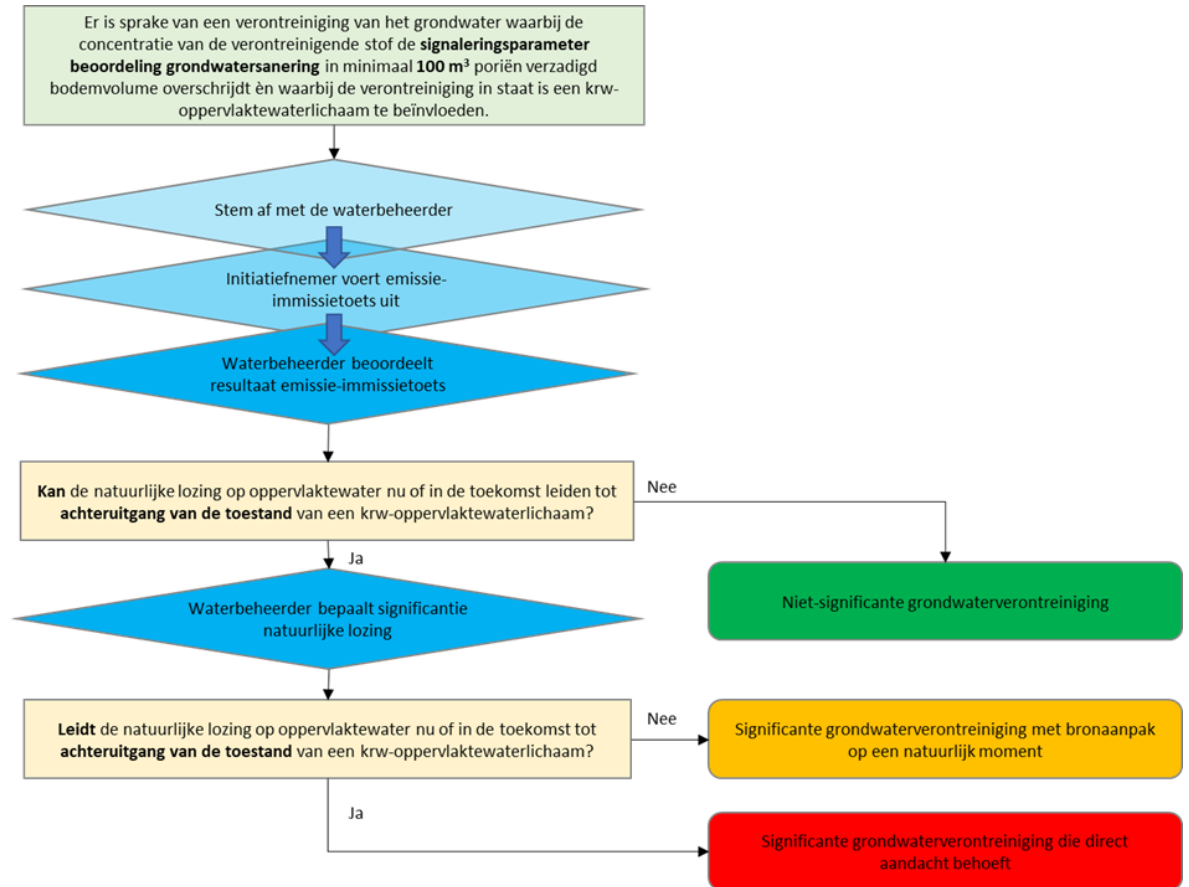 Er is sprake van een verontreiniging van het grondwater waarbij de
concentratie van de verontreinigende stof de signaleringsparameter
beoordeling grondwatersanering in minimaal 100 m³ poriën verzadigd
bodemvolume overschrijdt èn waarbij de verontreiniging in staat is een krw-
oppervlaktewaterlichaam te beïnvloeden.
Stem af met de waterbeheerder
Initiatiefnemer voert emissie-
immissietoets uit
Waterbeheerder beoordeelt
resultaat emissie-immissietoets
Kan de natuurlijke lozing op oppervlaktewater nu of in de toekomst leiden tot
achteruitgang van de toestand van een krw-oppervlaktewaterlichaam?
Nee
Ja
Niet-significante grondwaterverontreiniging
Waterbeheerder bepaalt significantie
natuurlijke lozing
Leidt de natuurlijke lozing op oppervlaktewater nu of in de toekomst tot
achteruitgang van de toestand van een krw-oppervlaktewaterlichaam?
Nee
Significante grondwaterverontreiniging met bronaanpak
op een natuurlijk moment
Ja
Significante grondwaterverontreiniging die direct
aandacht behoeft